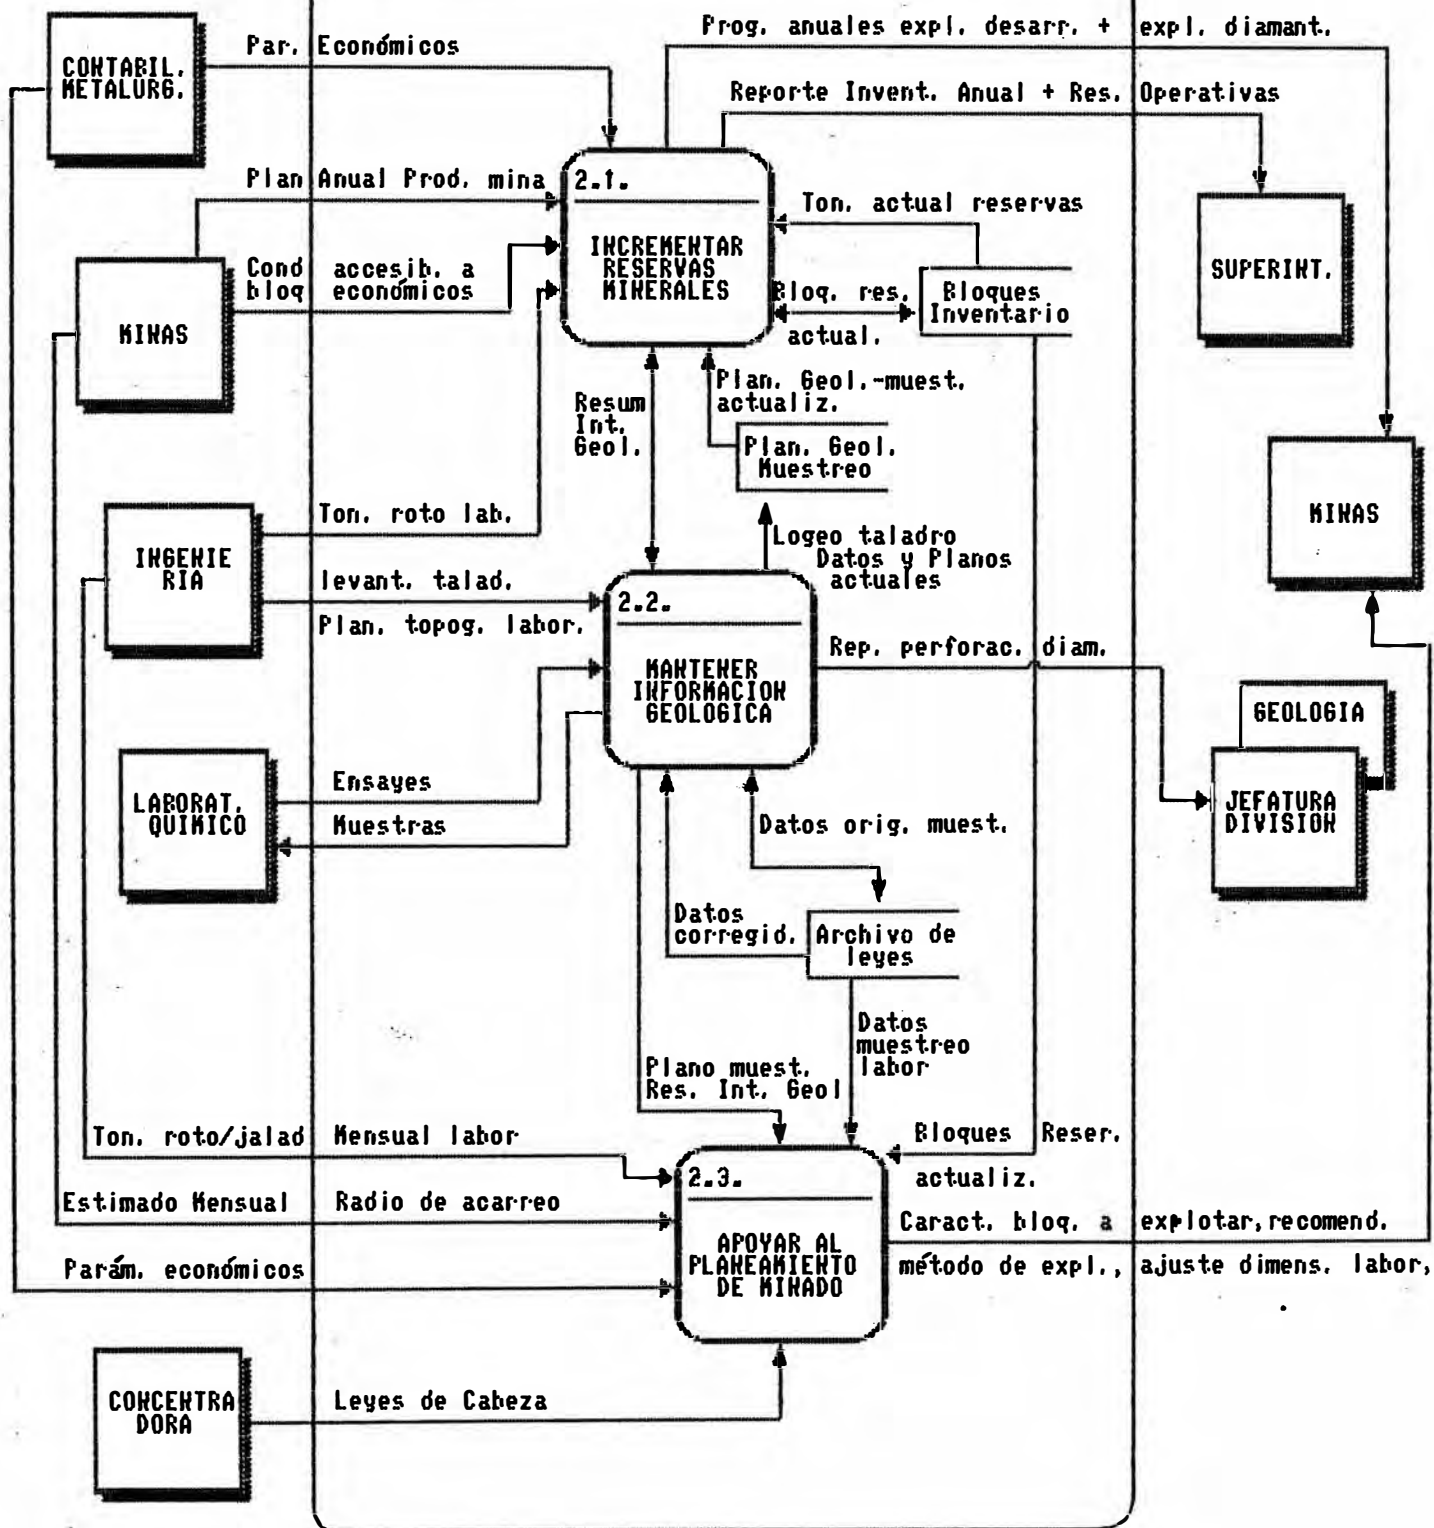 Prog. anuales expl. desarr. + expl. diamant.
Par. Económicos
CONTABIL.
METALURG.
Reporte Invent. Anual + Res. Operativas
Plan Anual Prod. mina
2.1.
INCREMENTAR
RESERVAS
MINERALES
Ton. actual reservas
SUPERINT.
Cond accesib. a
bloq económicos
MINAS
Bloq. res.
actual.
Bloques
Inventario
Plan. Geol.-muest.
actualiz.
Resum
Int.
Geol.
Plan. Geol.
Muestreo
MINAS
Ton. roto lab.
INGENIE
RIA
Logeo taladro
Datos y Planos
actuales
levant. talad.
Plan. topog. labor.
2.2.
MANTENER
INFORMACION
GEOLOGICA
Rep. perforac. diam.
GEOLOGIA
JEFATURA
DIVISION
Ensayes
LABORAT.
QUIMICO
Muestras
Datos orig. muest.
Datos
corregid.
Archivo de
leyes
Datos
muestreo
labor
Plano muest.
Res. Int. Geol
Ton. roto/jalad Mensual labor
Bloques Reser.
actualiz.
2.3.
APOYAR AL
PLANEAMIENTO
DE MINADO
Estimado Mensual Radio de acarreo
Caract. bloq. a explotar, recomend.
método de expl., ajuste dimens. labor,
Parám. económicos
CONCENTRA
DORA
Leyes de Cabeza